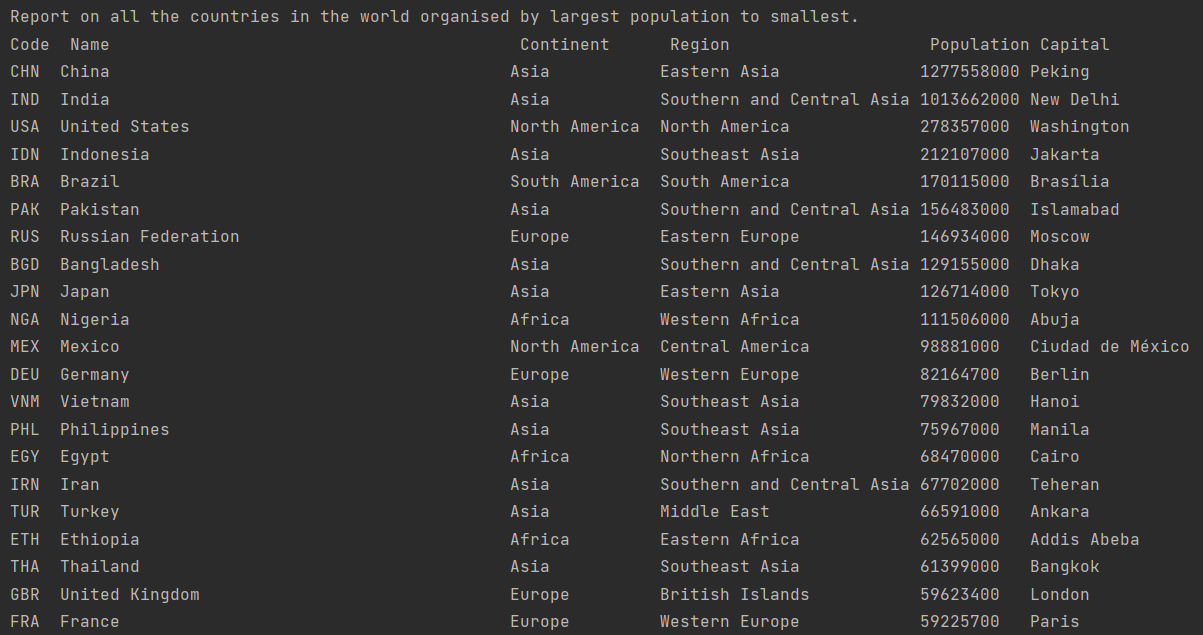 Report on all the countries in the world organised by largest population to smallest.
Code  Name                                         Continent      Region                    Population Capital
CHN  China                                        Asia           Eastern Asia              1277558000 Peking
IND  India                                        Asia           Southern and Central Asia 1013662000 New Delhi
USA  United States                                North America  North America             278357000  Washington
IDN  Indonesia                                    Asia           Southeast Asia            212107000  Jakarta
BRA  Brazil                                       South America  South America             170115000  Brasília
PAK  Pakistan                                     Asia           Southern and Central Asia 156483000  Islamabad
RUS  Russian Federation                           Europe         Eastern Europe            146934000  Moscow
BGD  Bangladesh                                   Asia           Southern and Central Asia 129155000  Dhaka
JPN  Japan                                        Asia           Eastern Asia              126714000  Tokyo
NGA  Nigeria                                      Africa         Western Africa            111506000  Abuja
MEX  Mexico                                       North America  Central America           98881000   Ciudad de México
DEU  Germany                                      Europe         Western Europe            82164700   Berlin
VNM  Vietnam                                      Asia           Southeast Asia            79832000   Hanoi
PHL  Philippines                                  Asia           Southeast Asia            75967000   Manila
EGY  Egypt                                        Africa         Northern Africa           68470000   Cairo
IRN  Iran                                         Asia           Southern and Central Asia 67702000   Teheran
TUR  Turkey                                       Asia           Middle East               66591000   Ankara
ETH  Ethiopia                                     Africa         Eastern Africa            62565000   Addis Abeba
THA  Thailand                                     Asia           Southeast Asia            61399000   Bangkok
GBR  United Kingdom                               Europe         British Islands           59623400   London
FRA  France                                       Europe         Western Europe            59225700   Paris